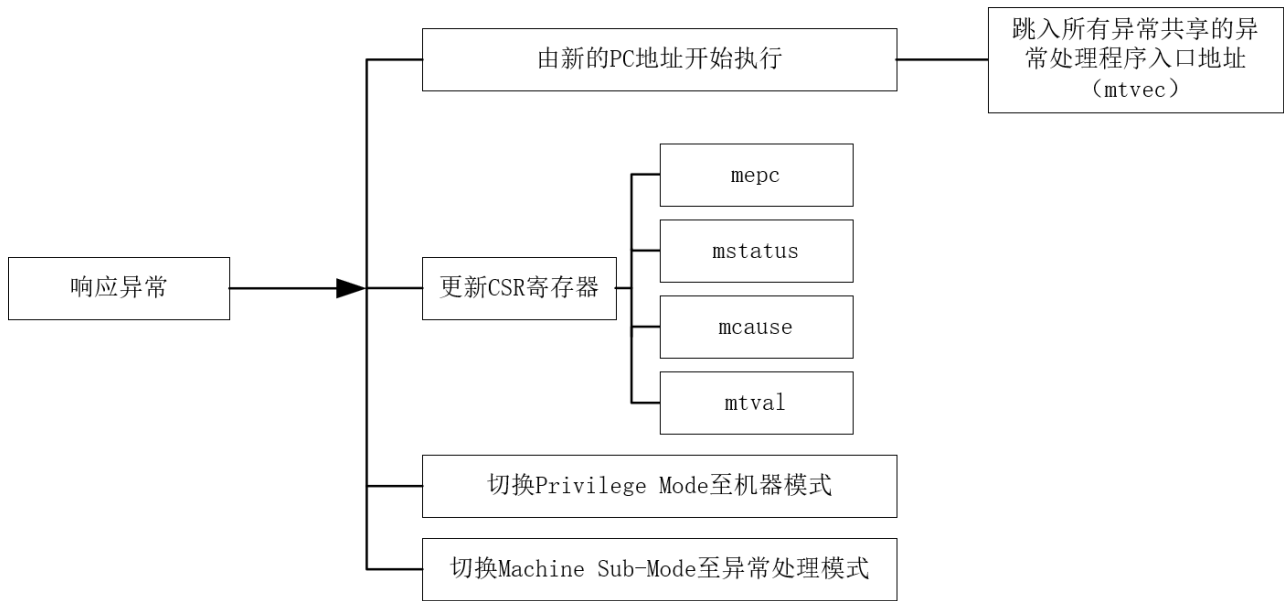 响应异常
由新的PC地址开始执行
跳入所有异常共享的异
常处理程序入口地址
（mtvec）
更新CSR寄存器
mepc
mstatus
mcause
mtval
切换Privilege Mode至机器模式
切换Machine Sub-Mode至异常处理模式